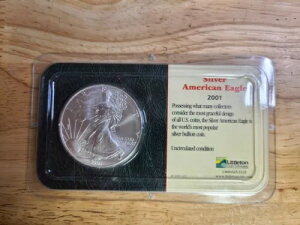 Silver
American Eagle
2001
Possessing what many collectors
consider the most graceful design
of all U.S. coins, the Silver American Eagle is
the world's most popular
silver bullion coin.
Uncirculated condition
Littleton